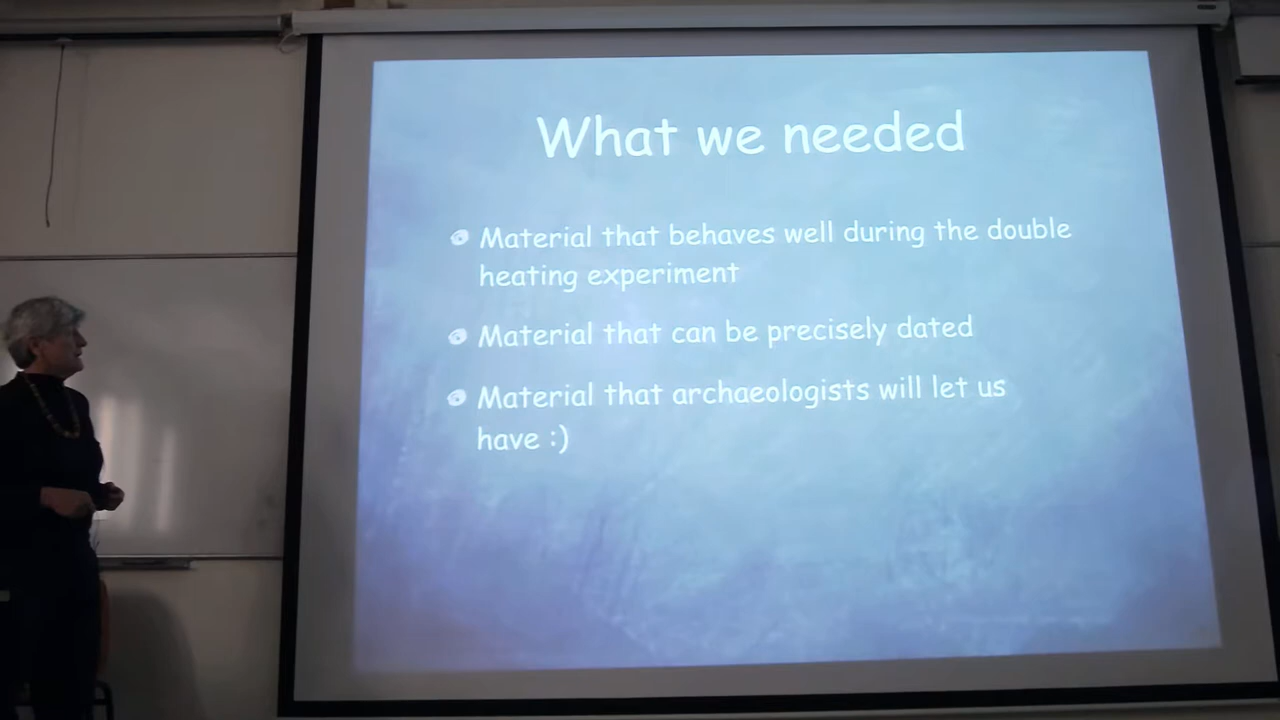 What we needed
Material that behaves well during the double
heating experiment
Material that can be precisely dated
Material that archaeologists will let us
have :)